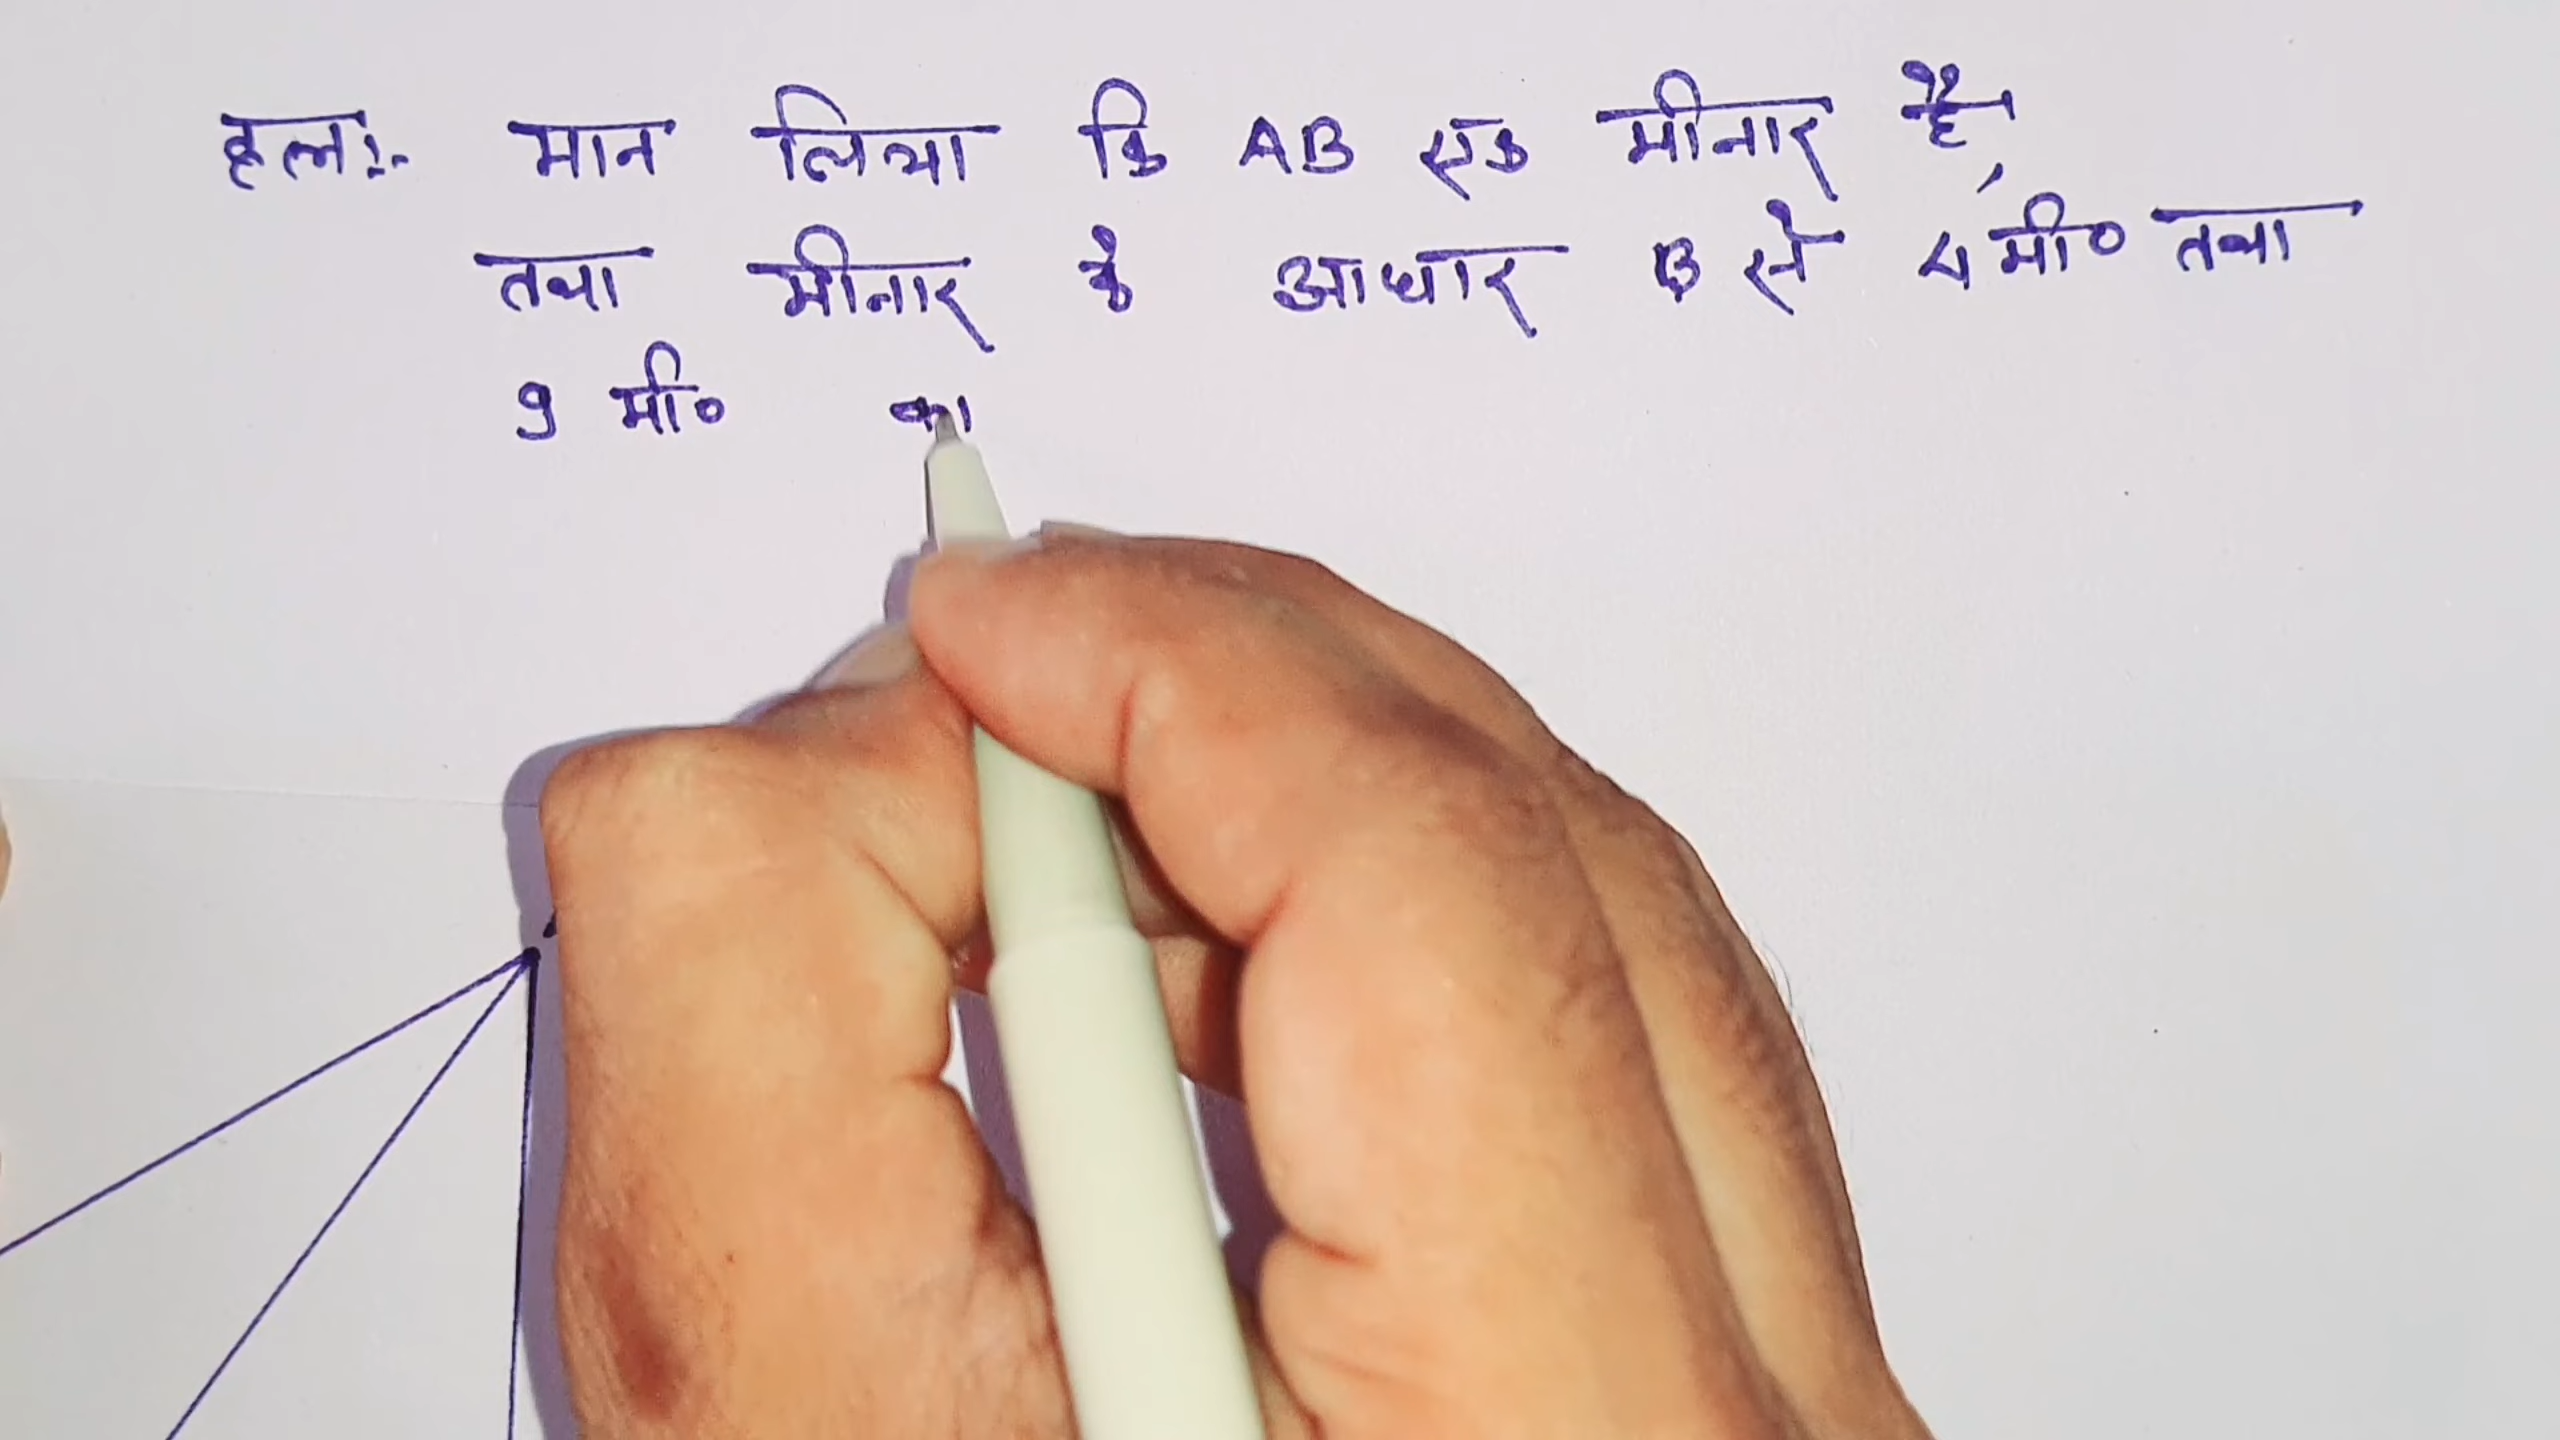 हल:- मान लिया कि AB एक मीनार है,
तथा मीनार के आधार B से 4 मी० तथा
9 मी० का